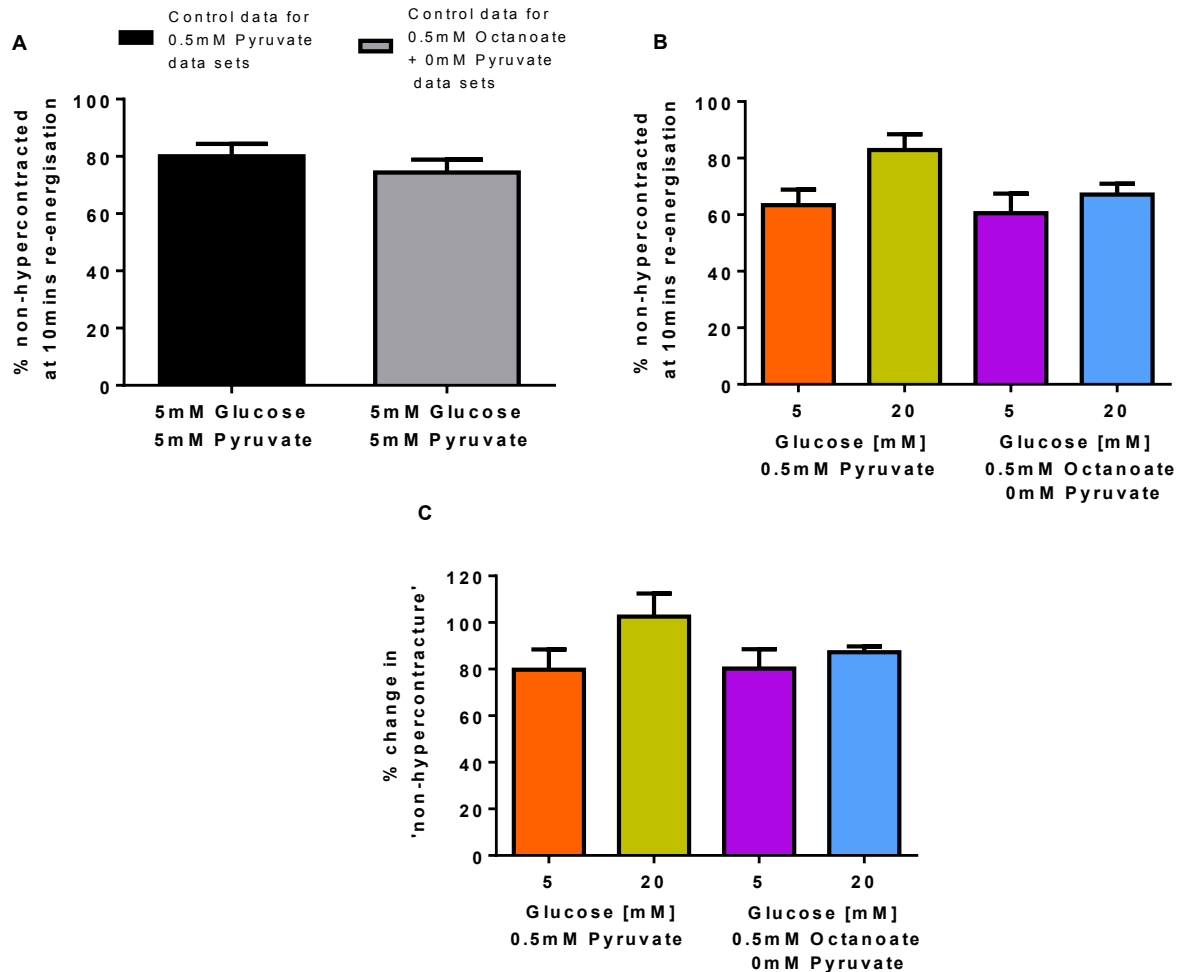 A
Control data for
0.5mM Pyruvate
data sets
Control data for
0.5mM Octanoate
+ 0mM Pyruvate
data sets
% non-hypercontracted
at 10mins re-energisation
100
80
60
40
20
0
5mM Glucose
5mM Pyruvate
5mM Glucose
5mM Pyruvate
B
% non-hypercontracted
at 10mins re-energisation
100
80
60
40
20
0
5
20
5
20
Glucose [mM]
0.5mM Pyruvate
Glucose [mM]
0.5mM Octanoate
0mM Pyruvate
C
% change in
'non-hypercontracture'
120
100
80
60
40
20
0
5
20
5
20
Glucose [mM]
0.5mM Pyruvate
Glucose [mM]
0.5mM Octanoate
0mM Pyruvate